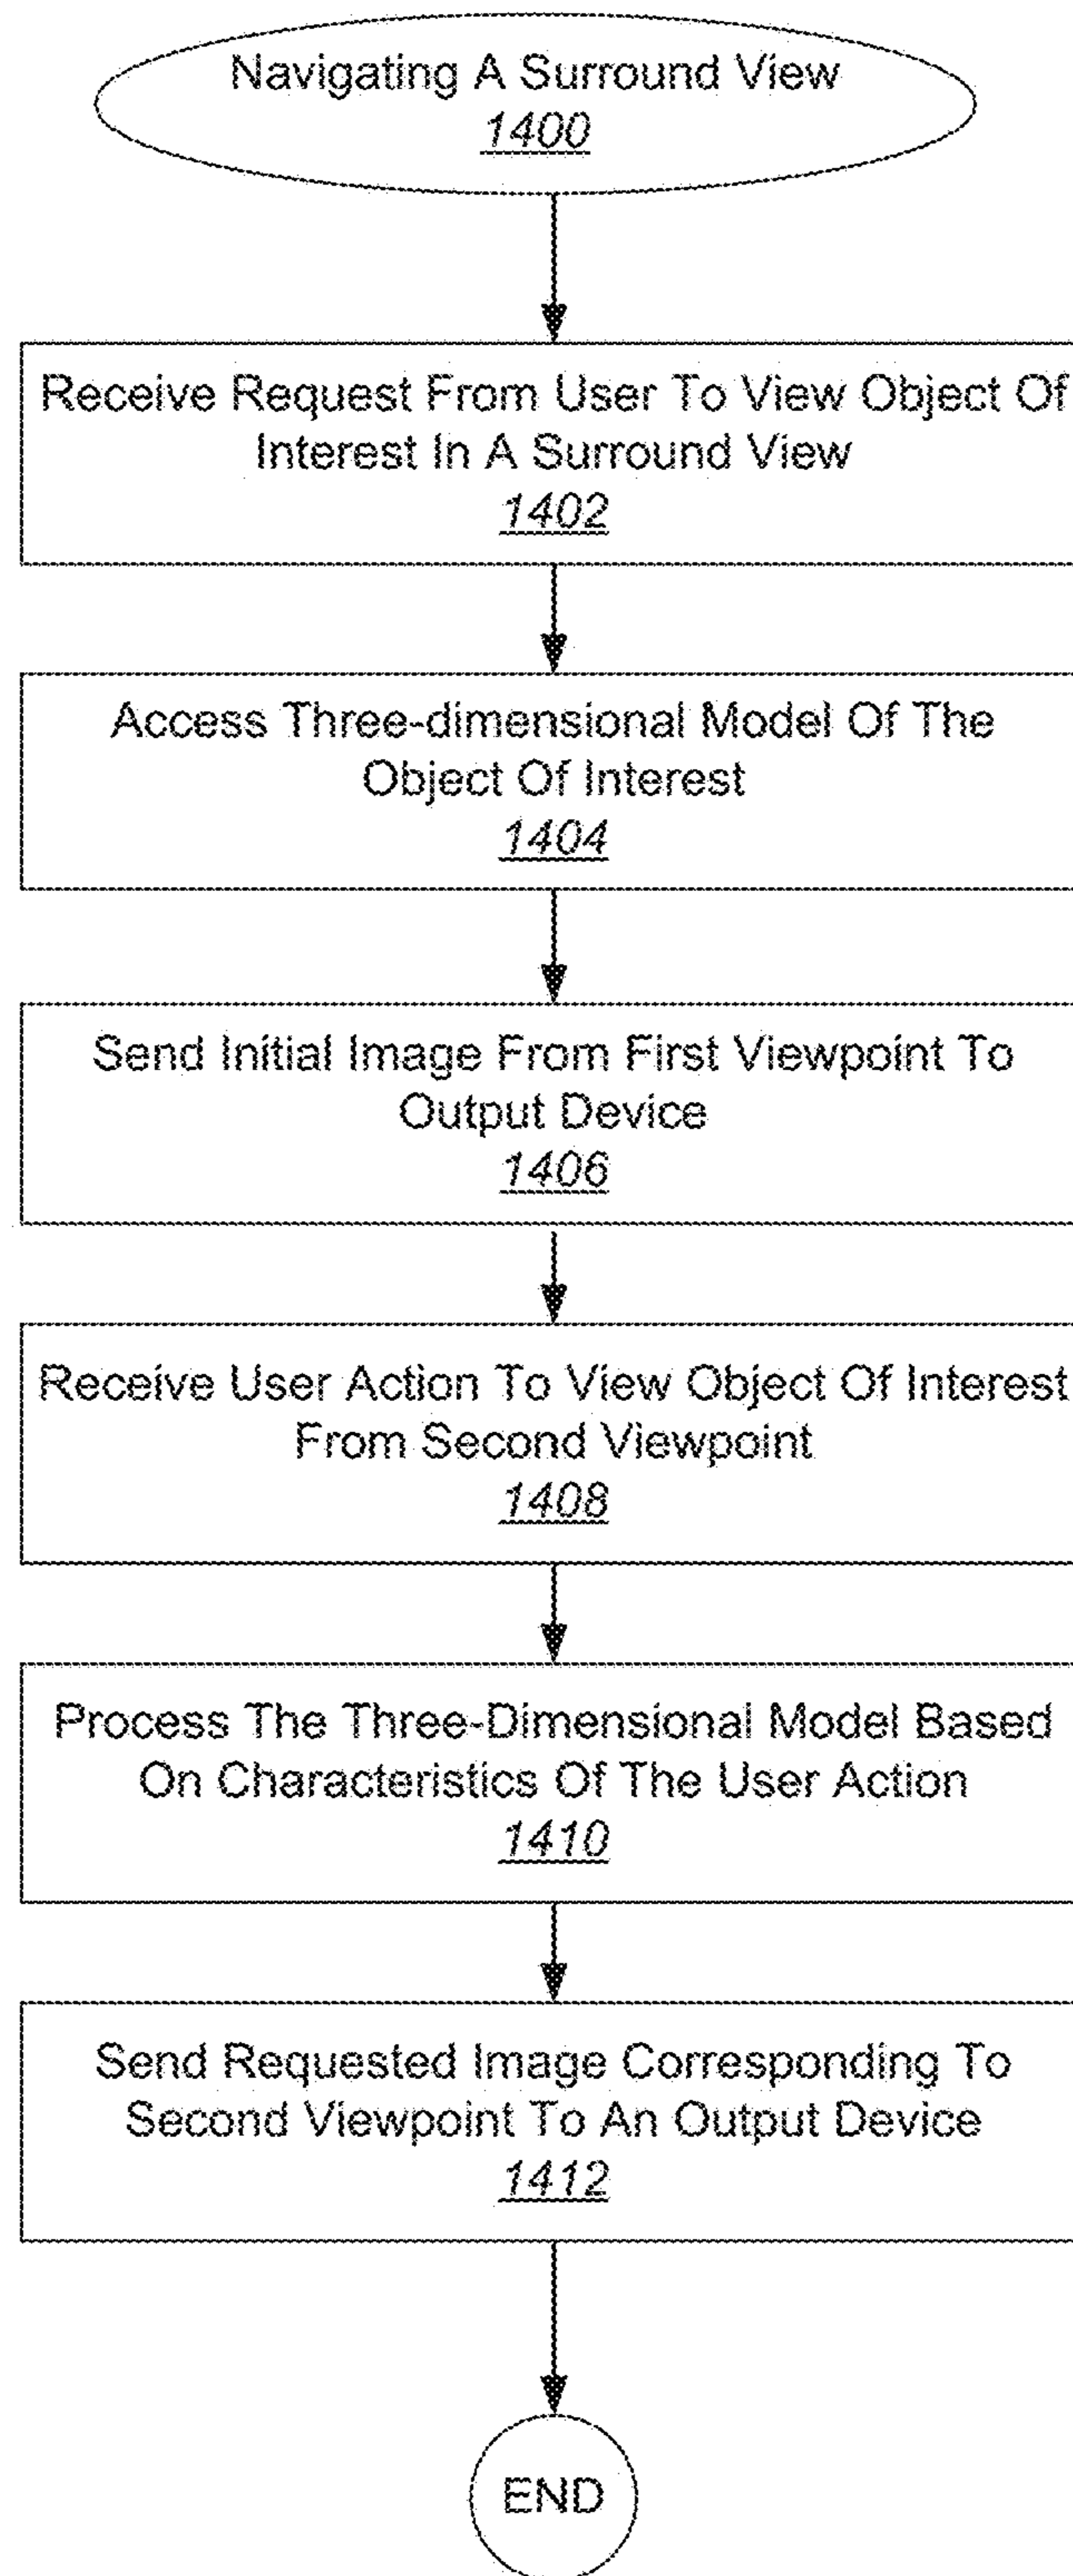 Navigating A Surround View
1400
Receive Request From User To View Object Of
Interest In A Surround View
1402
Access Three-dimensional Model Of The
Object Of Interest
1404
Send Initial Image From First Viewpoint To
Output Device
1406
Receive User Action To View Object Of Interest
From Second Viewpoint
1408
Process The Three-Dimensional Model Based
On Characteristics Of The User Action
1410
Send Requested Image Corresponding To
Second Viewpoint To An Output Device
1412
END